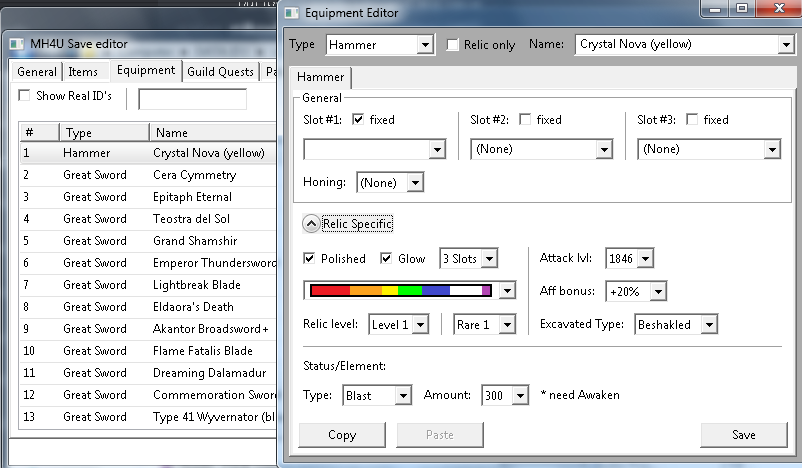 MH4U Save editor
General Items Equipment Guild Quests Pa
Show Real ID's
# Type Name
1 Hammer Crystal Nova (yellow)
2 Great Sword Cera Cymmetry
3 Great Sword Epitaph Eternal
4 Great Sword Teostra del Sol
5 Great Sword Grand Shamshir
6 Great Sword Emperor Thundersword
7 Great Sword Lightbreak Blade
8 Great Sword Eldaora's Death
9 Great Sword Akantor Broadsword+
10 Great Sword Flame Fatalis Blade
11 Great Sword Dreaming Dalamadur
12 Great Sword Commemoration Swor
13 Great Sword Type 41 Wyvernator (bl
Equipment Editor
Type Hammer Relic only Name: Crystal Nova (yellow)
Hammer
General
Slot #1: fixed Slot #2: fixed Slot #3: fixed
(None) (None)
Honing: (None)
Relic Specific
Polished Glow 3 Slots Attack lvl: 1846
Aff bonus: +20%
Relic level: Level 1 Rare 1 Excavated Type: Beshakled
Status/Element:
Type: Blast Amount: 300 * need Awaken
Copy Paste Save